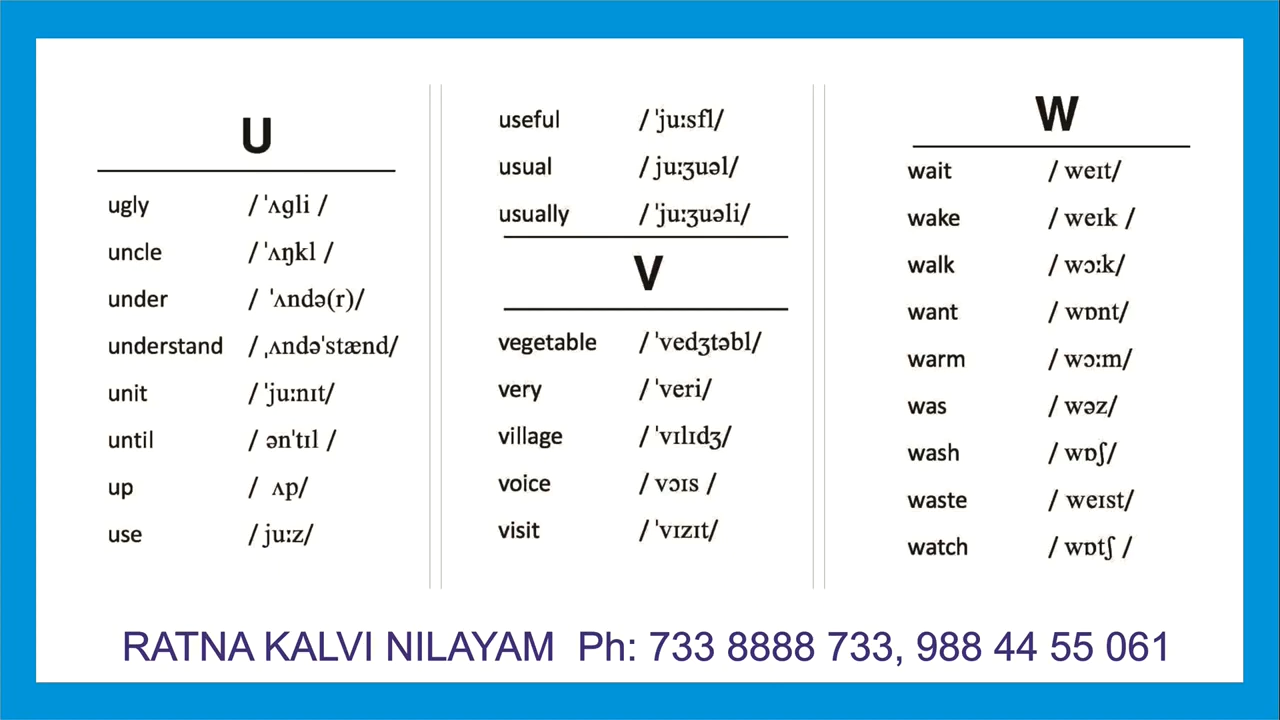 U
ugly / ˈʌɡli /
uncle / ˈʌŋkl /
under / ˈʌndə(r)/
understand / ˌʌndəˈstænd/
unit / ˈjuːnɪt/
until / ənˈtɪl /
up / ʌp/
use / juːz/
useful / ˈjuːsfl/
usual / juːʒuəl/
usually / ˈjuːʒuəli/
V
vegetable / ˈvedʒtəbl/
very / ˈveri/
village / ˈvɪlɪdʒ/
voice / vɔɪs /
visit / ˈvɪzɪt/
W
wait / weɪt/
wake / weɪk /
walk / wɔːk/
want / wɒnt/
warm / wɔːm/
was / wəz/
wash / wɒʃ/
waste / weɪst/
watch / wɒtʃ /
RATNA KALVI NILAYAM Ph: 733 8888 733, 988 44 55 061